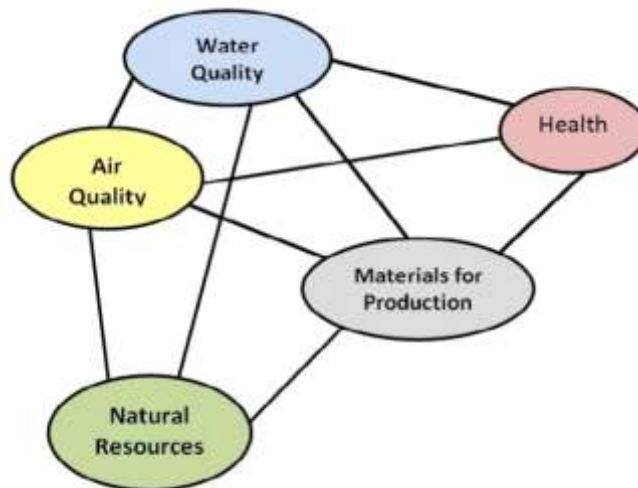 Water
Quality
Health
Air
Quality
Materials for
Production
Natural
Resources